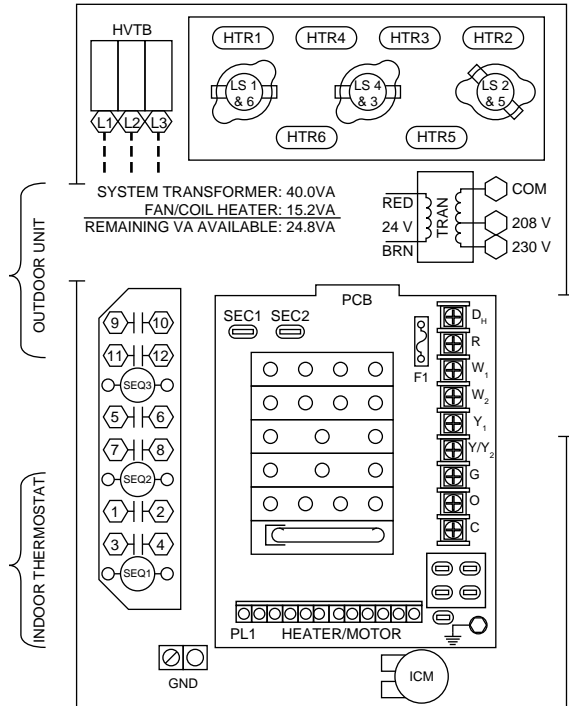 HVTB
HTR1 HTR4 HTR3 HTR2
LS 1 & 6
LS 4 & 3
LS 2 & 5
HTR6 HTR5
L1 L2 L3
SYSTEM TRANSFORMER: 40.0VA
FAN/COIL HEATER: 15.2VA
REMAINING VA AVAILABLE: 24.8VA
RED
24 V
BRN
TRAN
COM
208 V
230 V
OUTDOOR UNIT
INDOOR THERMOSTAT
9 10
11 12
SEQ3
5 6
7 8
SEQ2
1 2
3 4
SEQ1
PCB
SEC1 SEC2
F1
DH
R
W1
W2
Y1
Y/Y2
G
O
C
PL1 HEATER/MOTOR
GND
ICM